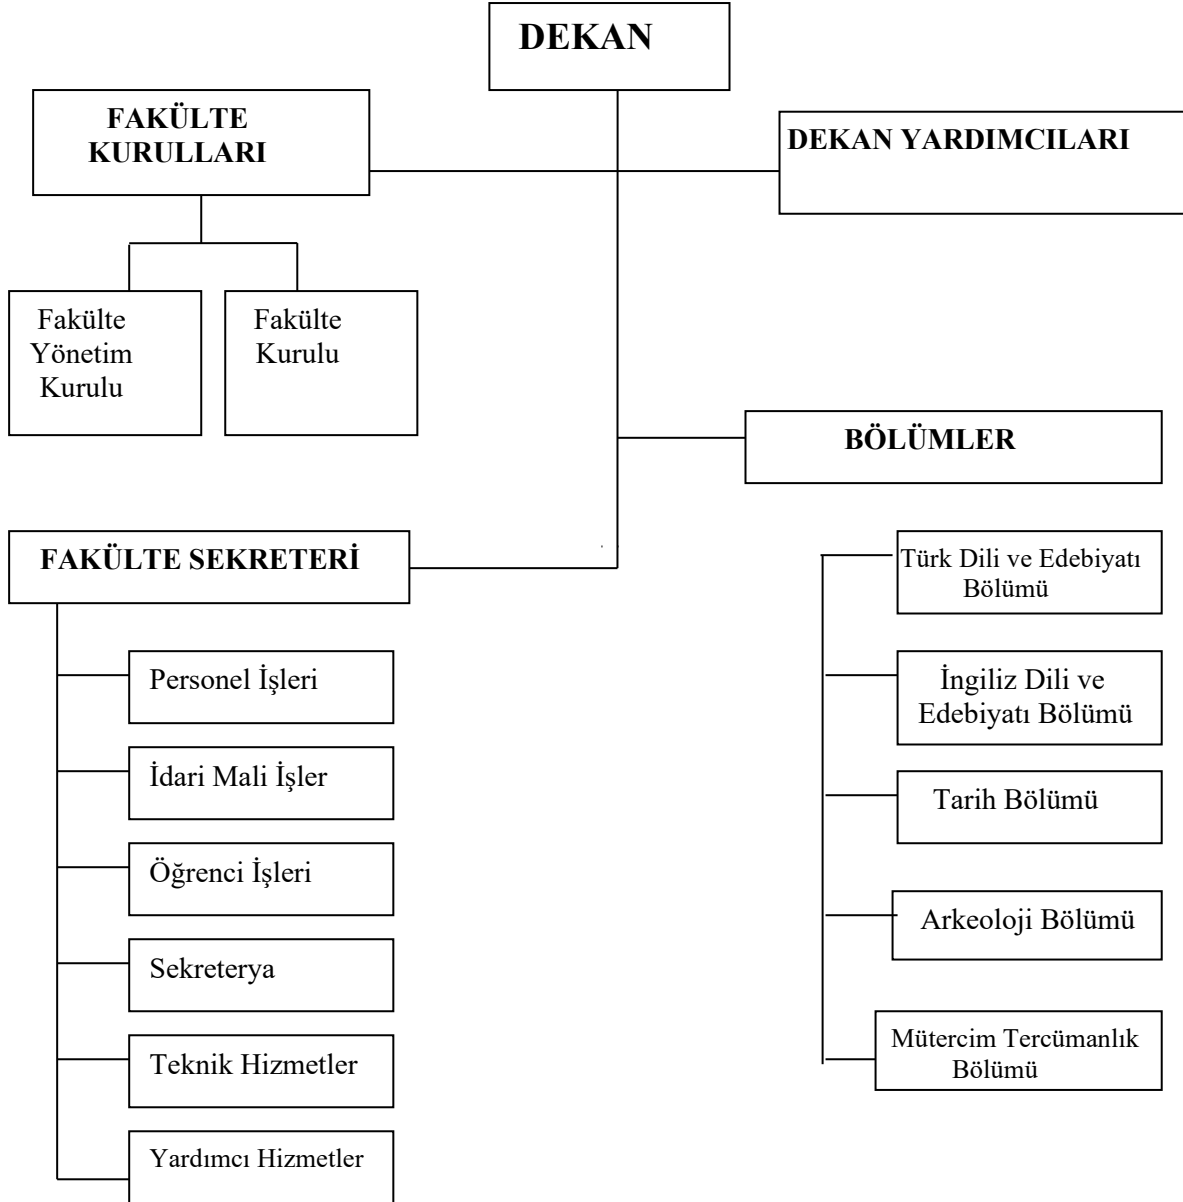 DEKAN
FAKÜLTE
KURULLARI
DEKAN YARDIMCILARI
Fakülte
Yönetim
Kurulu
Fakülte
Kurulu
BÖLÜMLER
FAKÜLTE SEKRETERİ
Personel İşleri
İdari Mali İşler
Öğrenci İşleri
Sekreterya
Teknik Hizmetler
Yardımcı Hizmetler
Türk Dili ve Edebiyatı
Bölümü
İngiliz Dili ve
Edebiyatı Bölümü
Tarih Bölümü
Arkeoloji Bölümü
Mütercim Tercümanlık
Bölümü